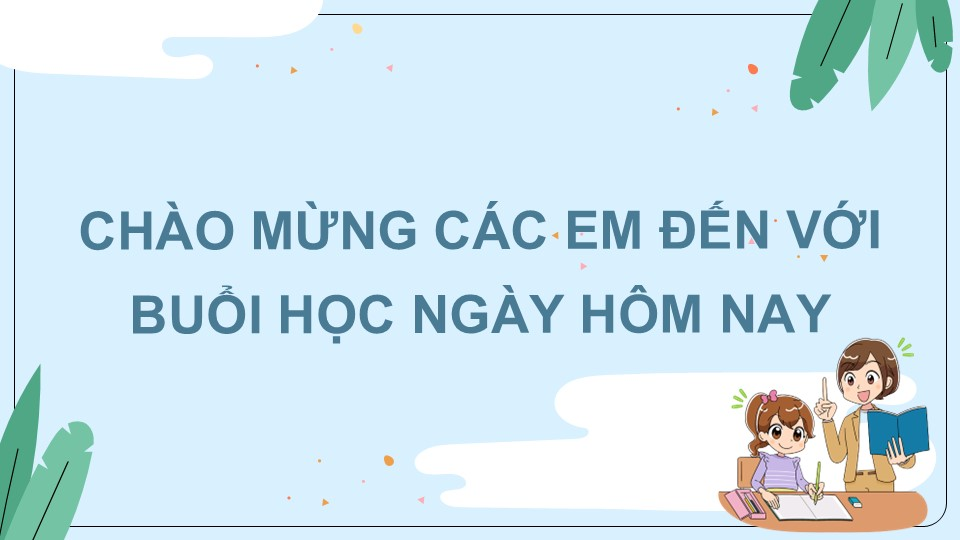 CHÀO MỪNG CÁC EM ĐẾN VỚI
BUỔI HỌC NGÀY HÔM NAY